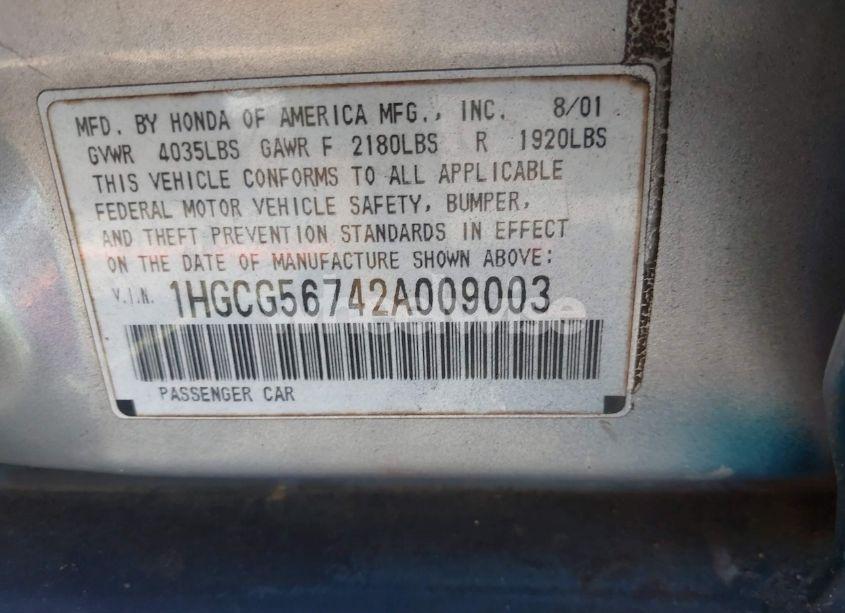 MFD. BY HONDA OF AMERICA MFG., INC. 8/01
GVWR 4035LBS GAWR F 2180LBS R 1920LBS
THIS VEHICLE CONFORMS TO ALL APPLICABLE
FEDERAL MOTOR VEHICLE SAFETY, BUMPER,
AND THEFT PREVENTION STANDARDS IN EFFECT
ON THE DATE OF MANUFACTURE SHOWN ABOVE:
V.I.N. 1HGCG56742A009003
PASSENGER CAR